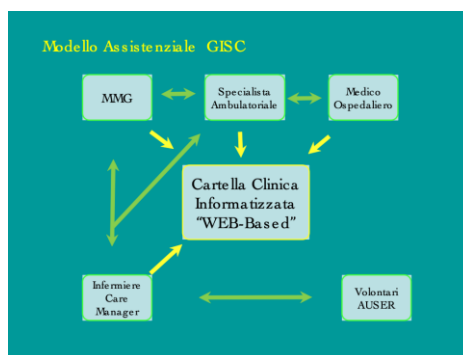 Modello Assistenziale GISC
MMG
Specialista
Ambulatoriale
Medico
Ospedaliero
Cartella Clinica
Informatizzata
“WEB-Based”
Infermiere
Care
Manager
Volontari
AUSER